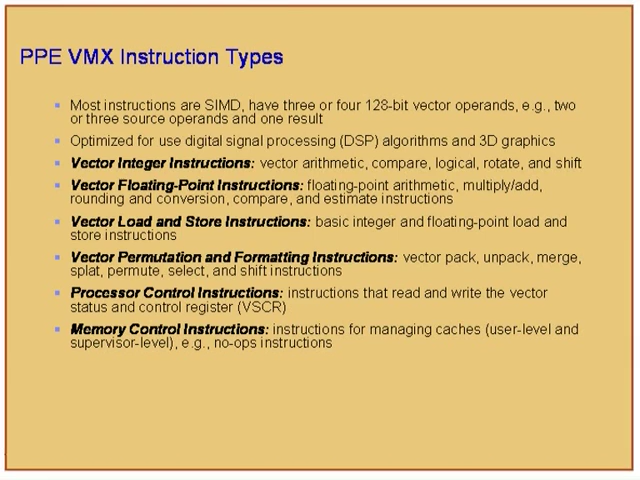 PPE VMX Instruction Types
Most instructions are SIMD, have three or four 128-bit vector operands, e.g., two
or three source operands and one result
Optimized for use digital signal processing (DSP) algorithms and 3D graphics
Vector Integer Instructions: vector arithmetic, compare, logical, rotate, and shift
Vector Floating-Point Instructions: floating-point arithmetic, multiply/add,
rounding and conversion, compare, and estimate instructions
Vector Load and Store Instructions: basic integer and floating-point load and
store instructions
Vector Permutation and Formatting Instructions: vector pack, unpack, merge,
splat, permute, select, and shift instructions
Processor Control Instructions: instructions that read and write the vector
status and control register (VSCR)
Memory Control Instructions: instructions for managing caches (user-level and
supervisor-level), e.g., no-ops instructions